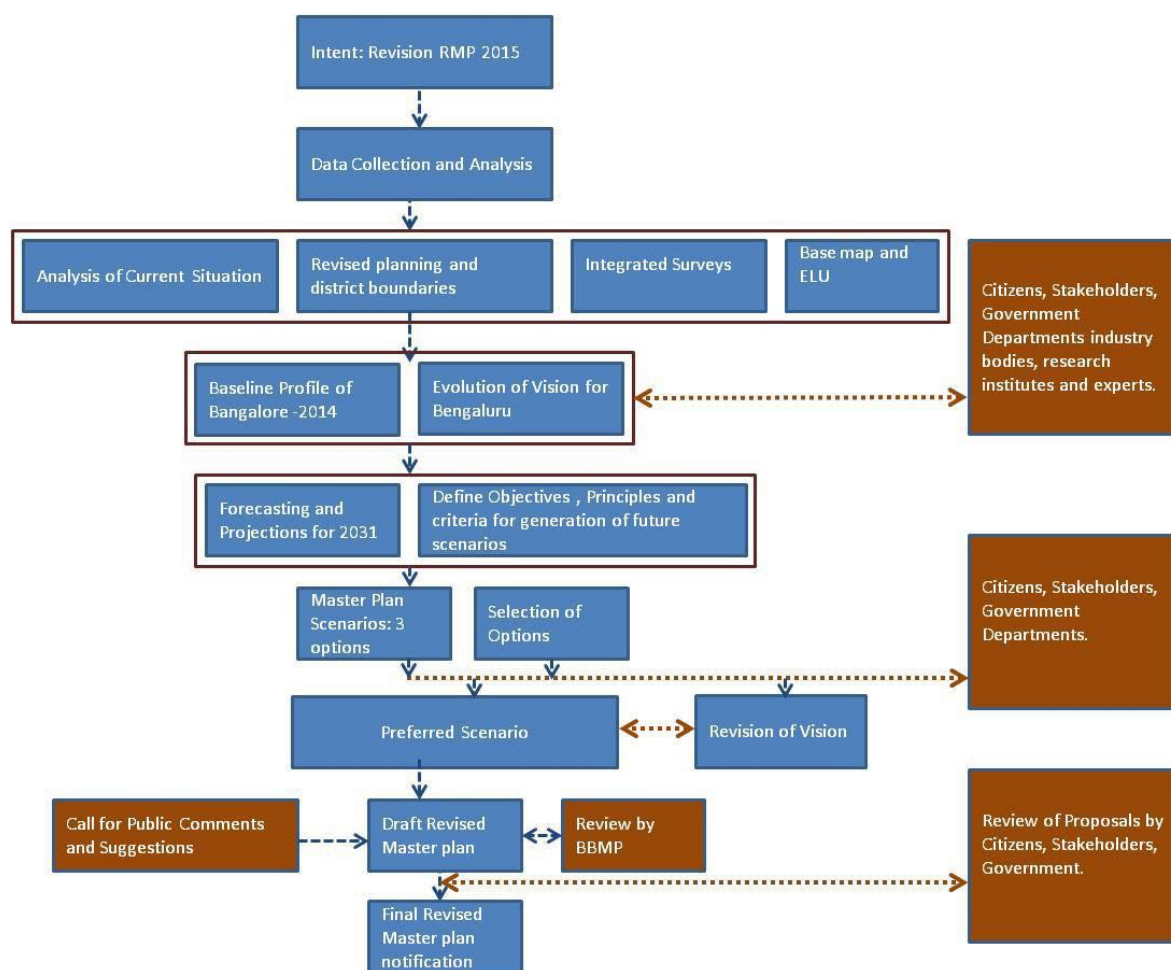 Intent: Revision RMP 2015
Data Collection and Analysis
Analysis of Current Situation
Revised planning and
district boundaries
Integrated Surveys
Base map and
ELU
Citizens, Stakeholders,
Government
Departments industry
bodies, research
institutes and experts.
Baseline Profile of
Bangalore -2014
Evolution of Vision for
Bengaluru
Forecasting and
Projections for 2031
Define Objectives , Principles and
criteria for generation of future
scenarios
Master Plan
Scenarios: 3
options
Selection of
Options
Citizens, Stakeholders,
Government
Departments.
Preferred Scenario
Revision of Vision
Call for Public Comments
and Suggestions
Draft Revised
Master plan
Review by
BBMP
Review of Proposals by
Citizens, Stakeholders,
Government.
Final Revised
Master plan
notification